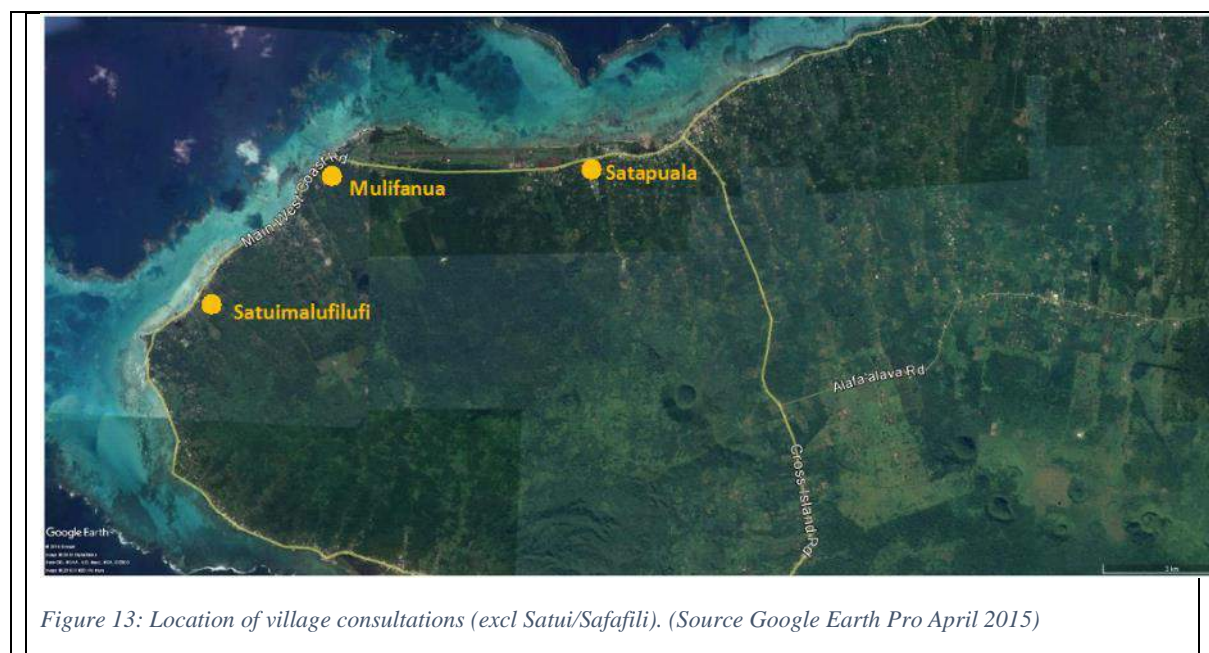 Main West Coast Rd
Mulifanua
Satapuala
Satuimalufilufi
Alafa'alava Rd
Cross Island Rd
Google Earth
Figure 13: Location of village consultations (excl Satui/Safafili). (Source Google Earth Pro April 2015)